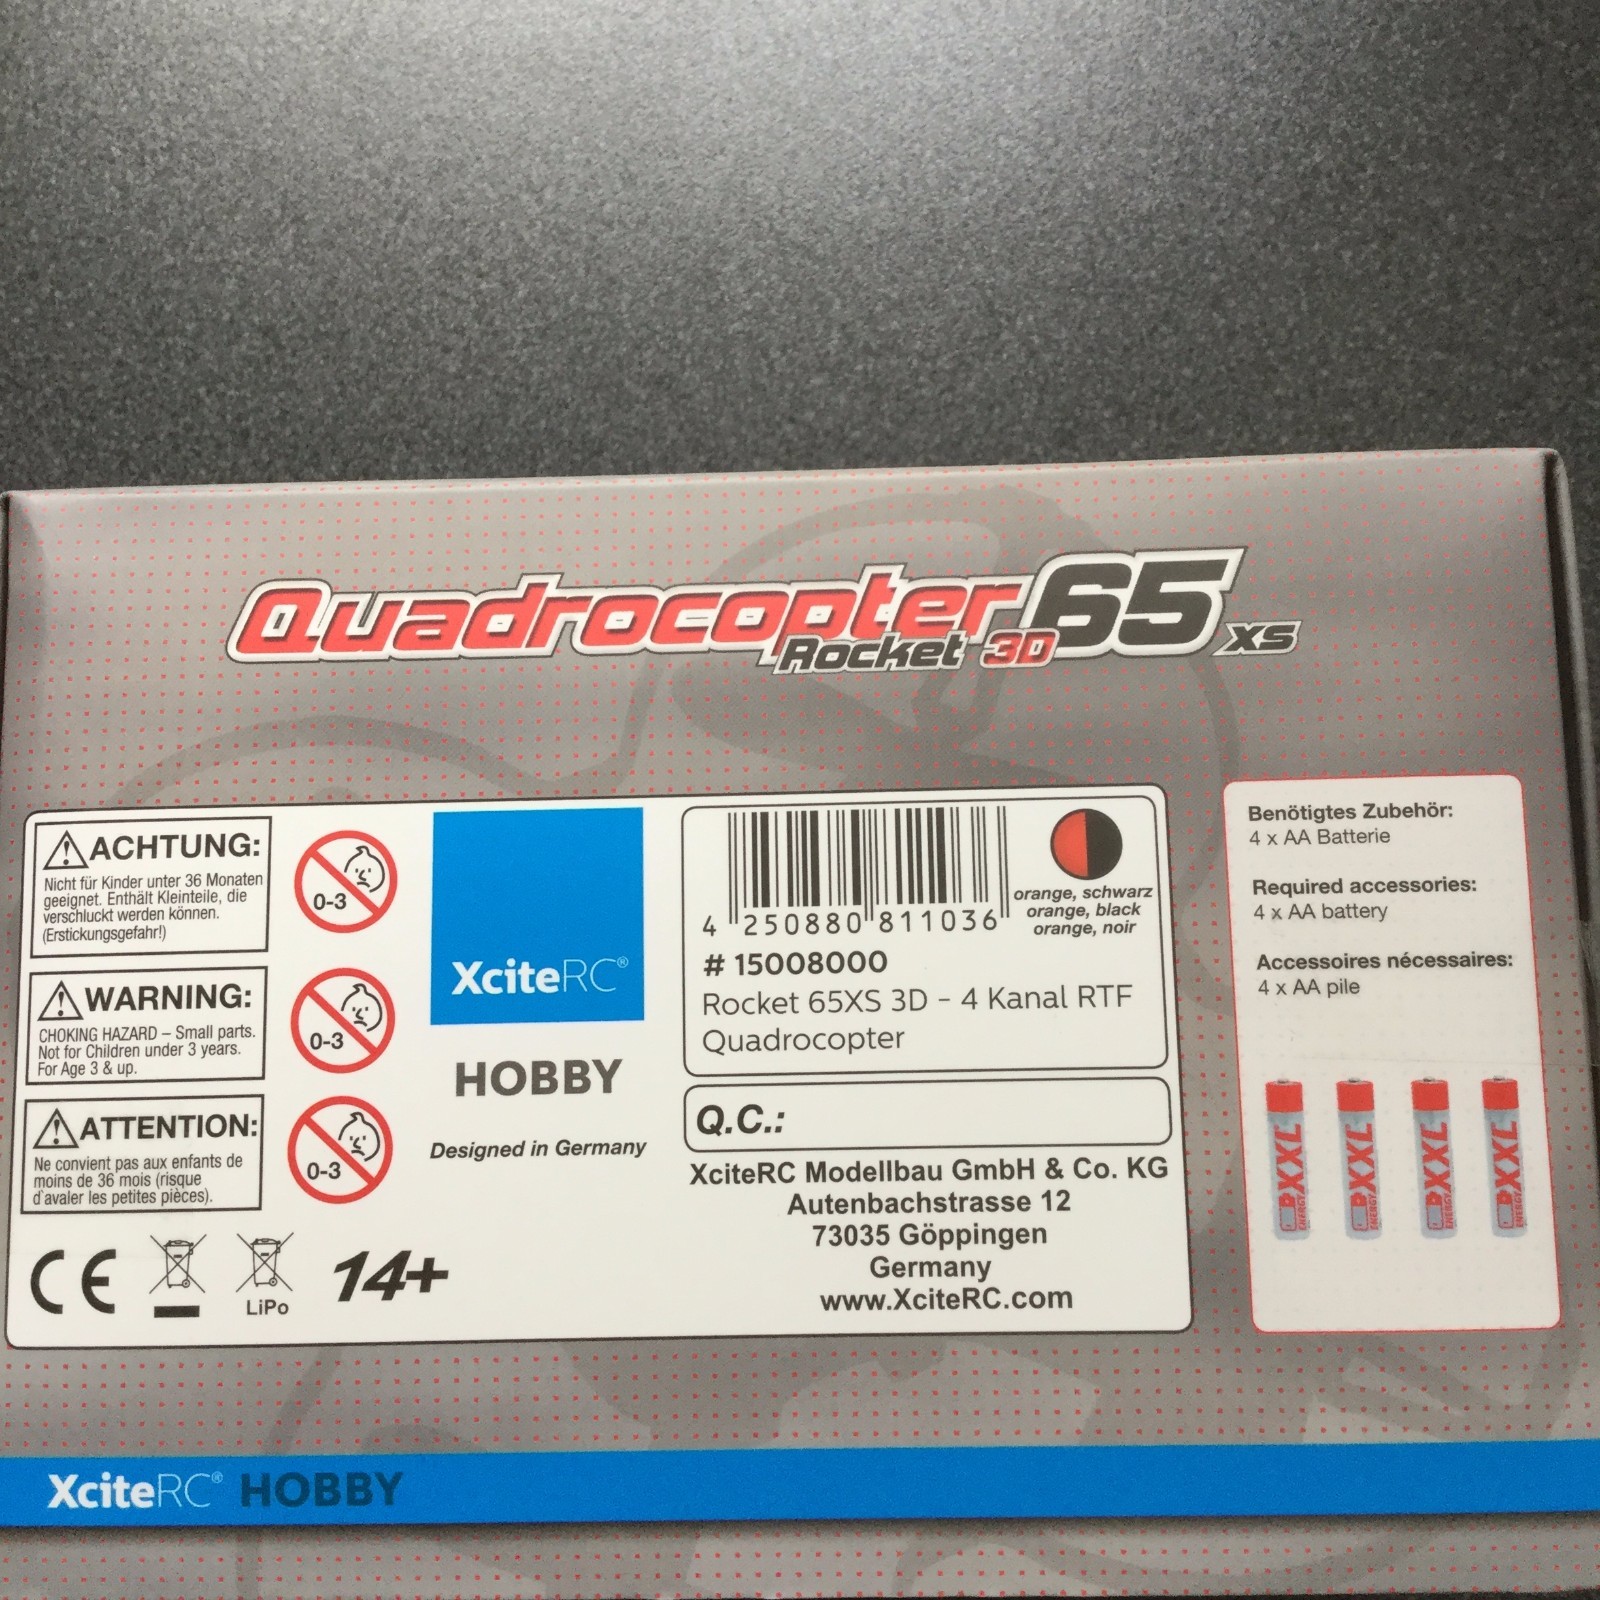 Quadrocopter 65 XS
Rocket 3D
ACHTUNG:
Nicht für Kinder unter 36 Monaten
geeignet. Enthält Kleinteile, die
verschluckt werden können.
(Erstickungsgefahr!)
0-3
WARNING:
CHOKING HAZARD – Small parts.
Not for Children under 3 years.
For Age 3 & up.
0-3
ATTENTION:
Ne convient pas aux enfants de
moins de 36 mois (risque
d'avaler les petites pièces).
0-3
CE
LiPo
14+
XciteRC®
HOBBY
Designed in Germany
4 250880 811036
orange, schwarz
orange, black
orange, noir
# 15008000
Rocket 65XS 3D – 4 Kanal RTF
Quadrocopter
Q.C.:
XciteRC Modellbau GmbH & Co. KG
Autenbachstrasse 12
73035 Göppingen
Germany
www.XciteRC.com
Benötigtes Zubehör:
4 x AA Batterie
Required accessories:
4 x AA battery
Accessoires nécessaires:
4 x AA pile
XXL ENERGY
XXL ENERGY
XXL ENERGY
XXL ENERGY
XciteRC® HOBBY